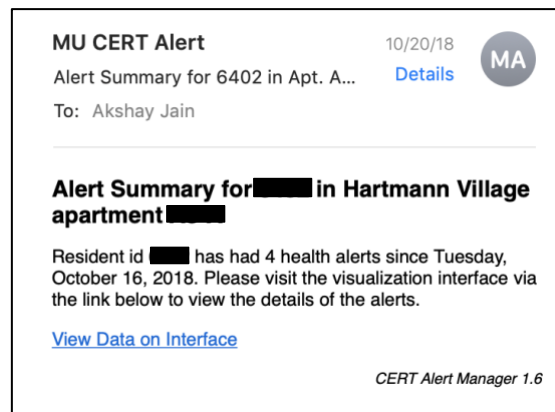 MU CERT Alert 10/20/18 MA
Alert Summary for 6402 in Apt. A... Details
To: Akshay Jain
Alert Summary for in Hartmann Village
apartment
Resident id has had 4 health alerts since Tuesday,
October 16, 2018. Please visit the visualization interface via
the link below to view the details of the alerts.
View Data on Interface
CERT Alert Manager 1.6